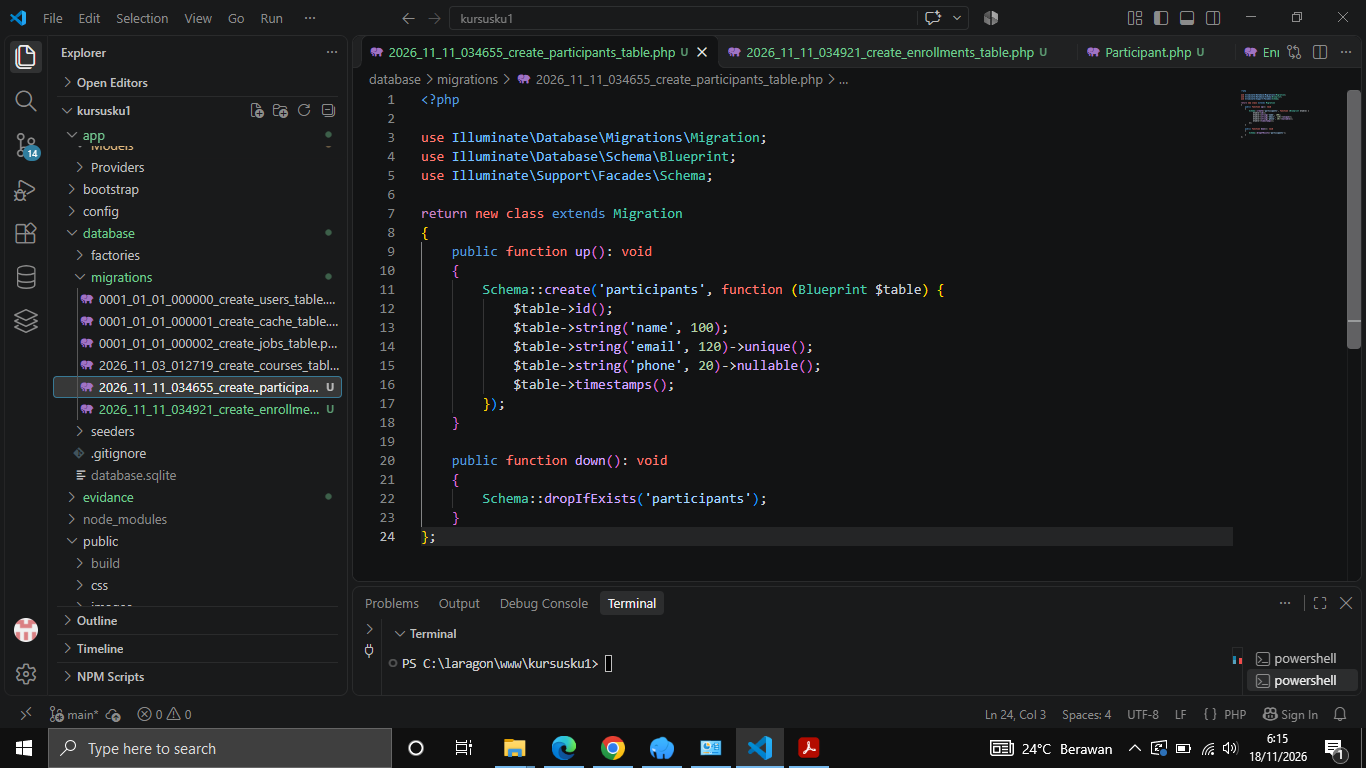 File Edit Selection View Go Run ···
kursusku1
Explorer ···
Open Editors
kursusku1
app
Models
Providers
bootstrap
config
database
factories
migrations
0001_01_01_000000_create_users_table....
0001_01_01_000001_create_cache_table....
0001_01_01_000002_create_jobs_table.p...
2026_11_03_012719_create_courses_tabl...
2026_11_11_034655_create_participa... U
2026_11_11_034921_create_enrollme... U
seeders
.gitignore
database.sqlite
evidance
node_modules
public
build
css
images
Outline
Timeline
NPM Scripts
14
2026_11_11_034655_create_participants_table.php U
2026_11_11_034921_create_enrollments_table.php U
Participant.php U
Enr
database > migrations > 2026_11_11_034655_create_participants_table.php > ...
1 <?php
2
3 use Illuminate\Database\Migrations\Migration;
4 use Illuminate\Database\Schema\Blueprint;
5 use Illuminate\Support\Facades\Schema;
6
7 return new class extends Migration
8 {
9 public function up(): void
10 {
11 Schema::create('participants', function (Blueprint $table) {
12 $table->id();
13 $table->string('name', 100);
14 $table->string('email', 120)->unique();
15 $table->string('phone', 20)->nullable();
16 $table->timestamps();
17 });
18 }
19
20 public function down(): void
21 {
22 Schema::dropIfExists('participants');
23 }
24 };
Problems Output Debug Console Terminal
Terminal
PS C:\laragon\www\kursusku1>
powershell
powershell
main* 0 0
Ln 24, Col 3 Spaces: 4 UTF-8 LF { } PHP Sign In
Type here to search
24°C Berawan
6:15
18/11/2026
1